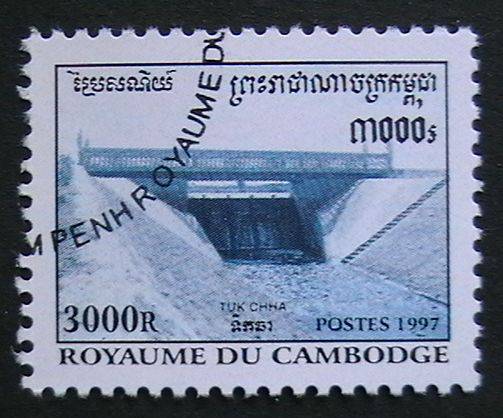 ប្រៃសណីយ៍ ព្រះរាជាណាចក្រកម្ពុជា
៣០០០៛
M PENH ROYAUME DU
TUK CHHA
ទឹកឆា
3000R POSTES 1997
ROYAUME DU CAMBODGE